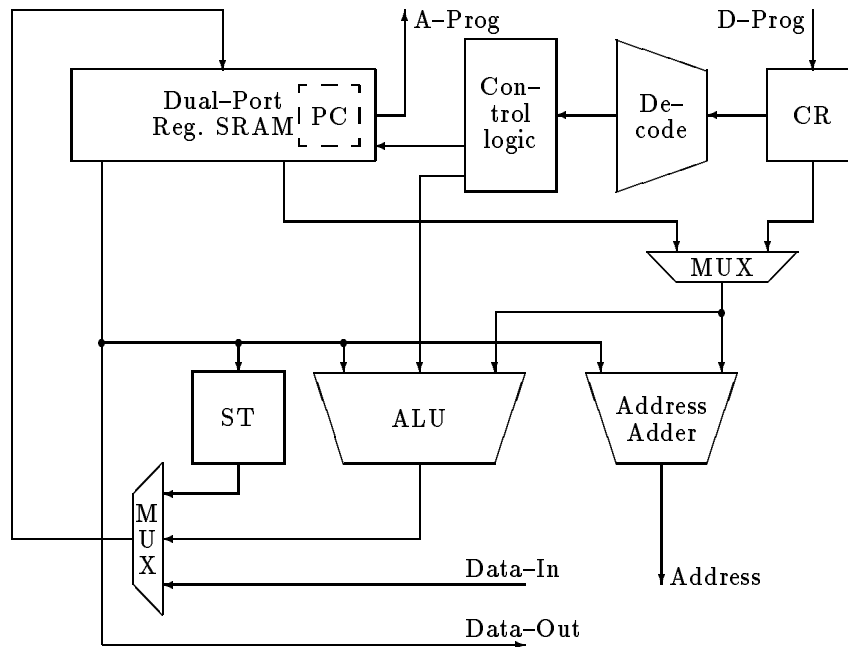 A–Prog
D–Prog
Dual–Port
Reg. SRAM
PC
Con–
trol
logic
De–
code
CR
MUX
ST
ALU
Address
Adder
M
U
X
Data–In
Address
Data–Out